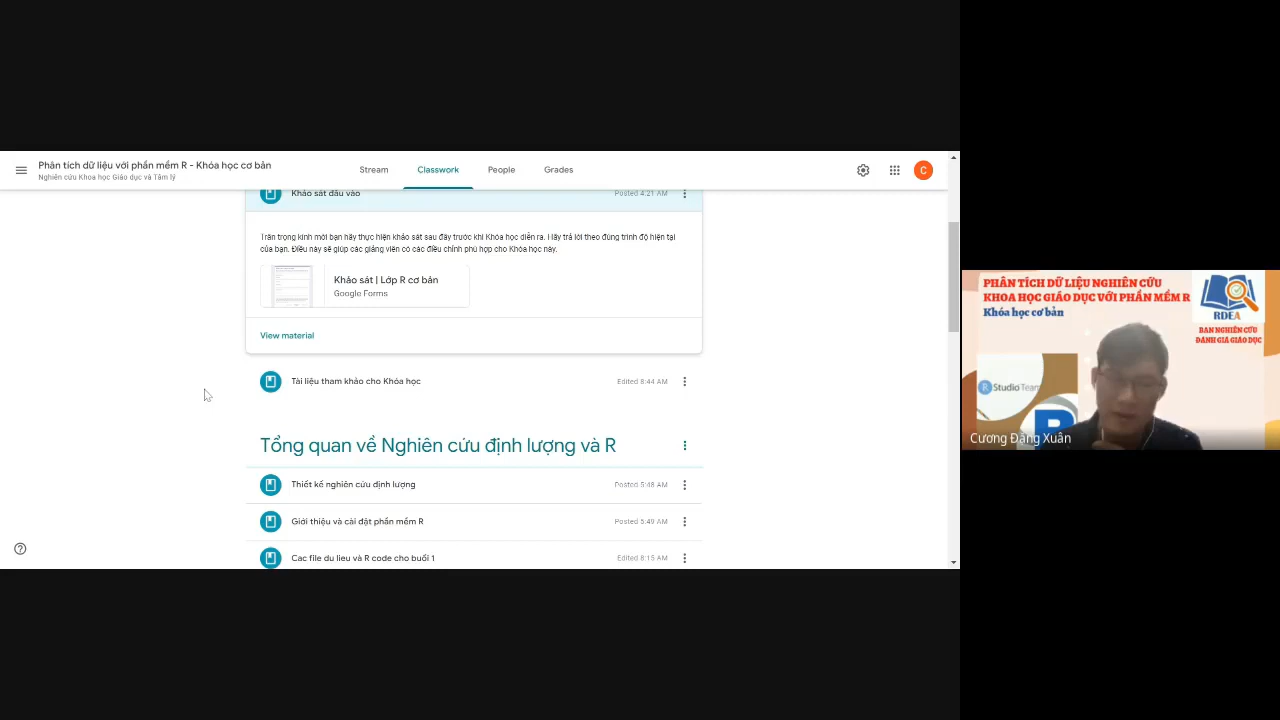 Phân tích dữ liệu với phần mềm R - Khóa học cơ bản
Nghiên cứu Khoa học Giáo dục và Tâm lý
Stream
Classwork
People
Grades
C
Khảo sát đầu vào
Posted 4:21 AM
Trân trọng kính mời bạn hãy thực hiện khảo sát sau đây trước khi Khóa học diễn ra. Hãy trả lời theo đúng trình độ hiện tại
của bạn. Điều này sẽ giúp các giảng viên có các điều chỉnh phù hợp cho Khóa học này.
Khảo sát | Lớp R cơ bản
Google Forms
View material
Tài liệu tham khảo cho Khóa học
Edited 8:44 AM
Tổng quan về Nghiên cứu định lượng và R
Thiết kế nghiên cứu định lượng
Posted 5:48 AM
Giới thiệu và cài đặt phần mềm R
Posted 5:49 AM
Cac file du lieu và R code cho buổi 1
Edited 8:15 AM
PHÂN TÍCH DỮ LIỆU NGHIÊN CỨU
KHOA HỌC GIÁO DỤC VỚI PHẦN MỀM R
Khóa học cơ bản
RDEA
BAN NGHIÊN CỨU
ĐÁNH GIÁ GIÁO DỤC
R Studio Team
R
Cương Đặng Xuân